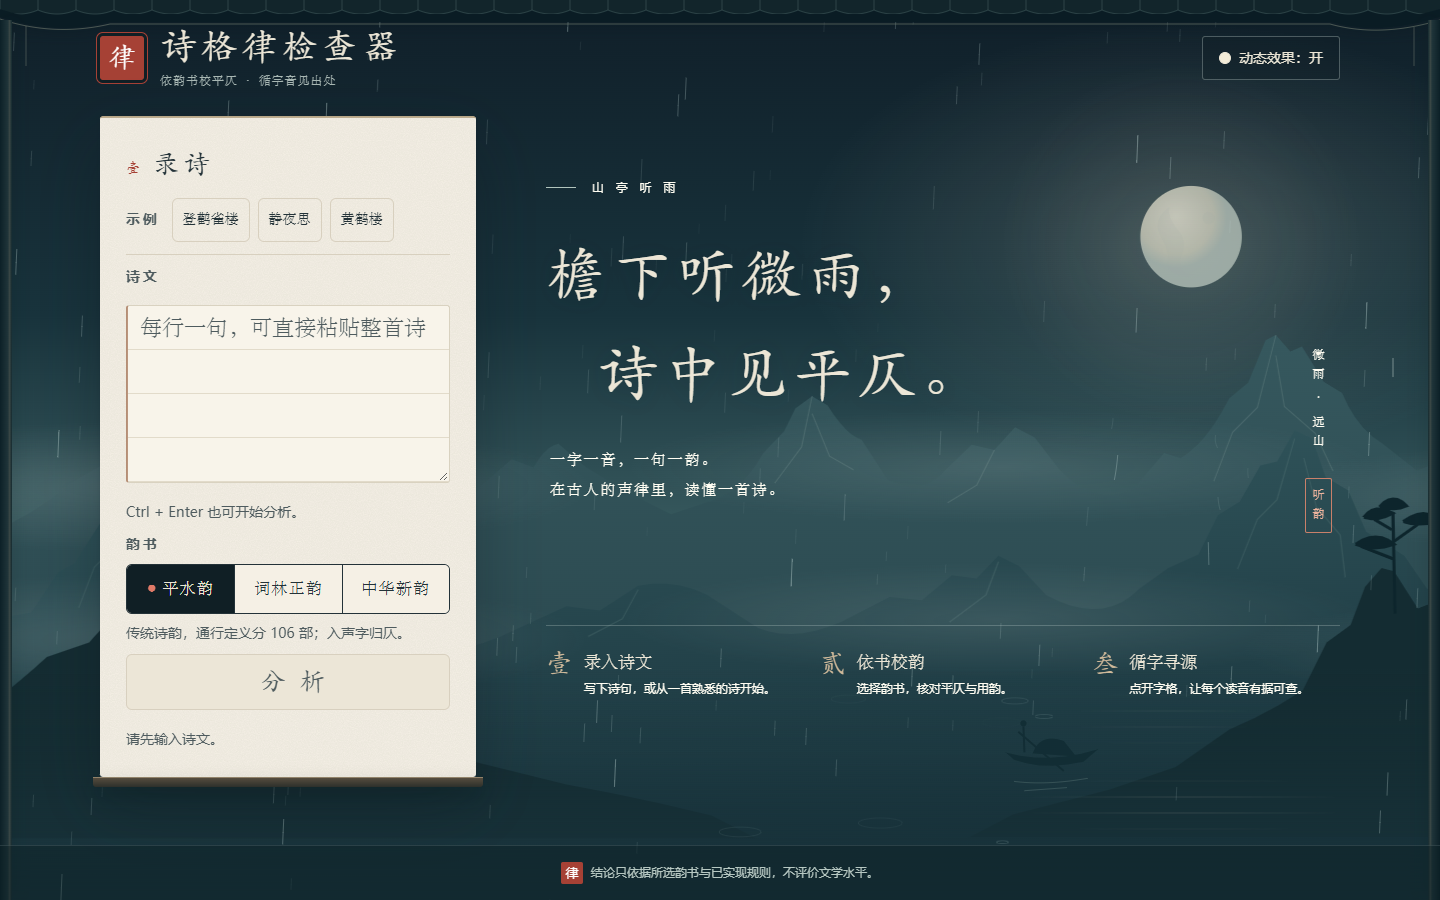 律
诗格律检查器
依韵书校平仄 · 循字音见出处
动态效果：开
壹 录诗
示例 登鹳雀楼 静夜思 黄鹤楼
诗文
每行一句，可直接粘贴整首诗
Ctrl + Enter 也可开始分析。
韵书
平水韵 词林正韵 中华新韵
传统诗韵，通行定义分 106 部；入声字归仄。
分析
请先输入诗文。
山亭听雨
檐下听微雨，
诗中见平仄。
一字一音，一句一韵。
在古人的声律里，读懂一首诗。
微雨·远山
听韵
壹 录入诗文
写下诗句，或从一首熟悉的诗开始。
贰 依书校韵
选择韵书，核对平仄与用韵。
叁 循字寻源
点开字格，让每个读音有据可查。
律 结论只依据所选韵书与已实现规则，不评价文学水平。